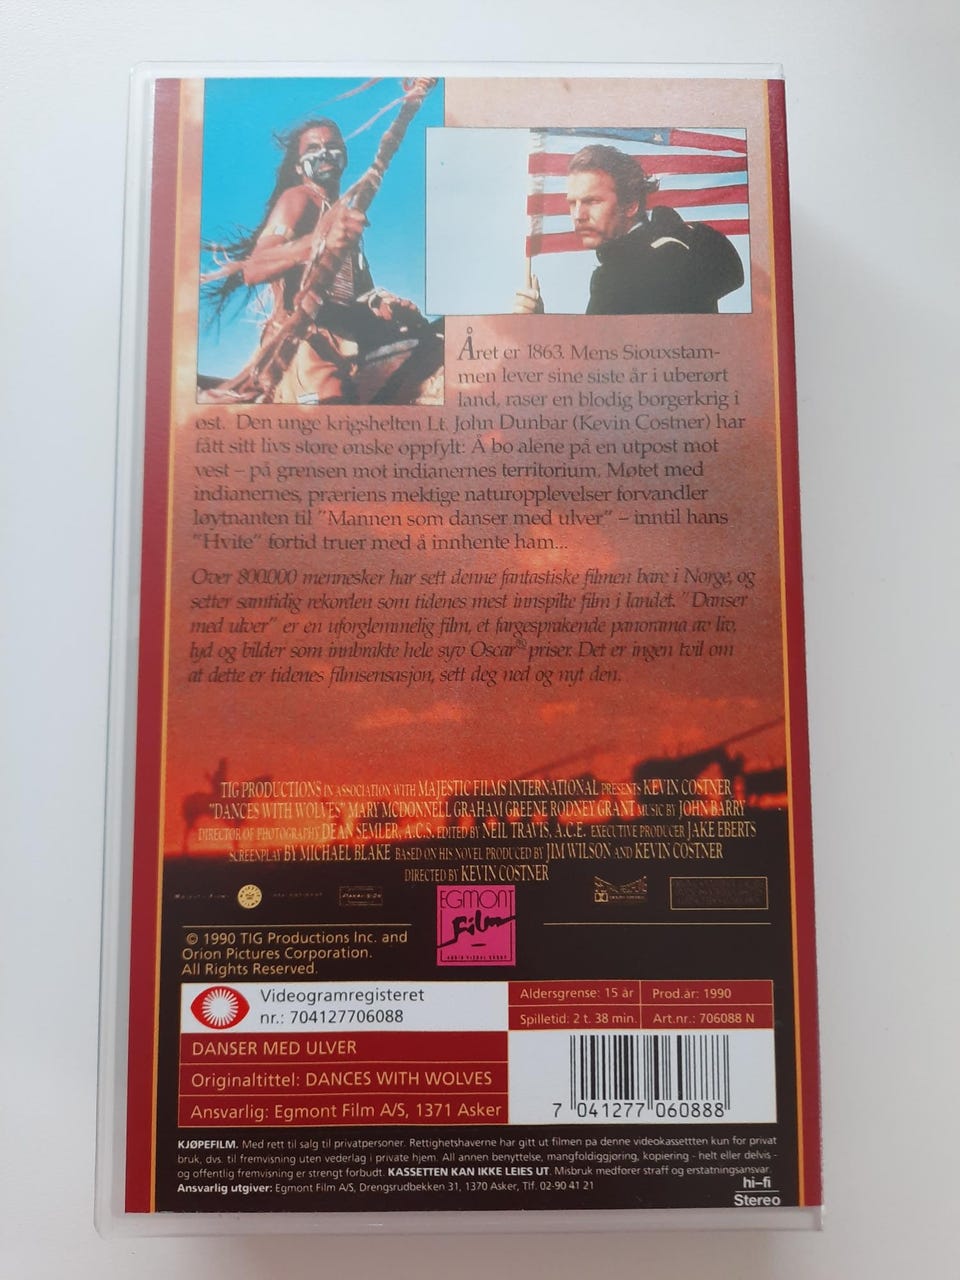 Året er 1863. Mens Siouxstam-
men lever sine siste år i uberørt
land, raser en blodig borgerkrig i
øst. Den unge krigshelten Lt. John Dunbar (Kevin Costner) har
fått sitt livs store ønske oppfylt: Å bo alene på en utpost mot
vest – på grensen mot indianernes territorium. Møtet med
indianernes, præriens mektige naturopplevelser forvandler
løytnanten til "Mannen som danser med ulver" – inntil hans
"Hvite" fortid truer med å innhente ham...
Over 800.000 mennesker har sett denne fantastiske filmen bare i Norge, og
setter samtidig rekorden som tidenes mest innspilte film i landet. "Danser
med ulver" er en uforglemmelig film, et fargesprakende panorama av liv,
lyd og bilder som innbrakte hele syv Oscar® priser. Det er ingen tvil om
at dette er tidenes filmsensasjon, sett deg ned og nyt den.
TIG PRODUCTIONS IN ASSOCIATION WITH MAJESTIC FILMS INTERNATIONAL PRESENTS KEVIN COSTNER
"DANCES WITH WOLVES" MARY MCDONNELL GRAHAM GREENE RODNEY GRANT MUSIC BY JOHN BARRY
DIRECTOR OF PHOTOGRAPHY DEAN SEMLER, A.C.S. EDITED BY NEIL TRAVIS, A.C.E. EXECUTIVE PRODUCER JAKE EBERTS
SCREENPLAY BY MICHAEL BLAKE BASED ON HIS NOVEL PRODUCED BY JIM WILSON AND KEVIN COSTNER
DIRECTED BY KEVIN COSTNER
EGMONT
Film
AUDIO VISUAL GROUP
© 1990 TIG Productions Inc. and
Orion Pictures Corporation.
All Rights Reserved.
Videogramregisteret
nr.: 704127706088
Aldersgrense: 15 år
Prod.år: 1990
Spilletid: 2 t. 38 min.
Art.nr.: 706088 N
DANSER MED ULVER
Originaltittel: DANCES WITH WOLVES
Ansvarlig: Egmont Film A/S, 1371 Asker
7 041277 060888
KJØPEFILM. Med rett til salg til privatpersoner. Rettighetshaverne har gitt ut filmen på denne videokassettten kun for privat
bruk, dvs. til fremvisning uten vederlag i private hjem. All annen benyttelse, mangfoldiggjøring, kopiering - helt eller delvis -
og offentlig fremvisning er strengt forbudt. KASSETTEN KAN IKKE LEIES UT. Misbruk medfører straff og erstatningsansvar.
Ansvarlig utgiver: Egmont Film A/S, Drengsrudbekken 31, 1370 Asker, Tlf. 02-90 41 21
hi-fi
Stereo